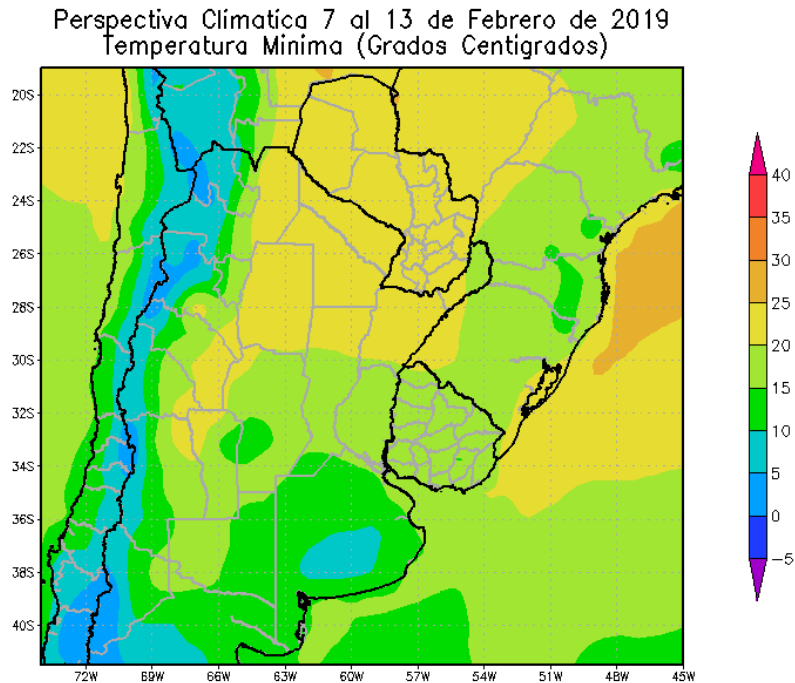 Perspectiva Clímatica 7 al 13 de Febrero de 2019
Temperatura Minima (Grados Centigrados)
20S
22S
24S
26S
28S
30S
32S
34S
36S
38S
40S
72W
69W
66W
63W
60W
57W
54W
51W
48W
45W
40
35
30
25
20
15
10
5
0
−5